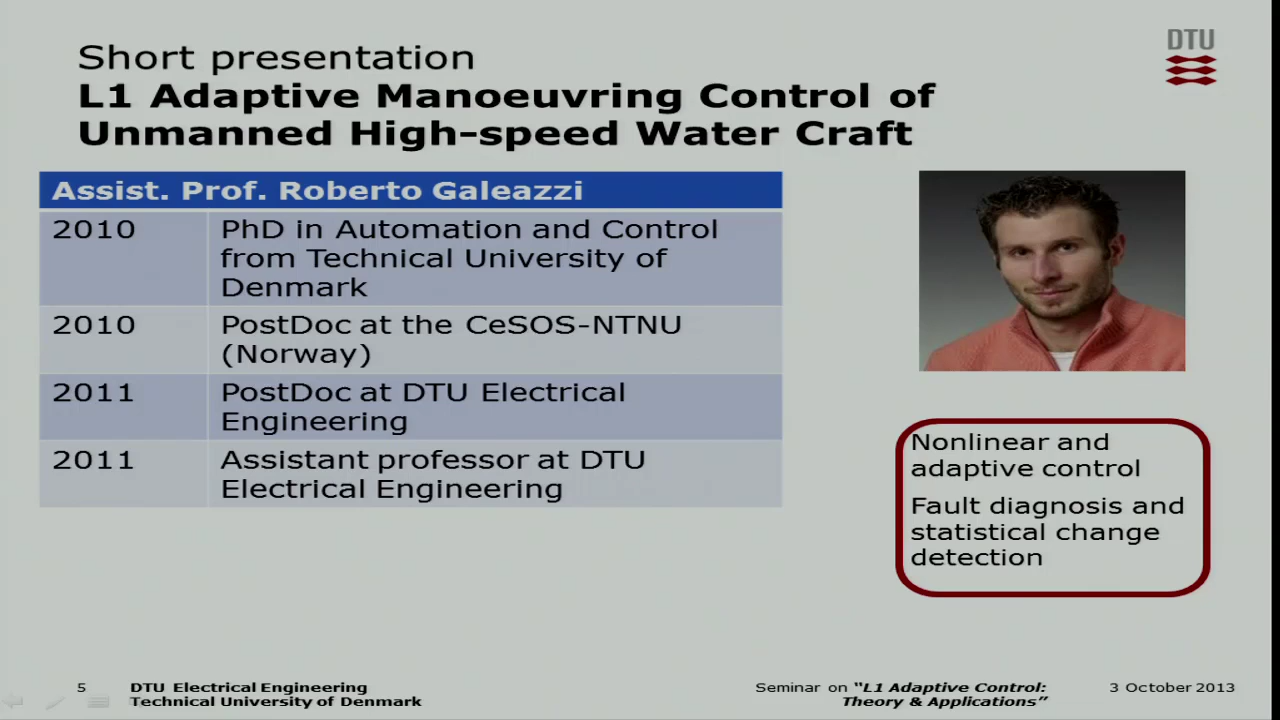 Short presentation
L1 Adaptive Manoeuvring Control of
Unmanned High-speed Water Craft
DTU
Assist. Prof. Roberto Galeazzi
2010 PhD in Automation and Control
from Technical University of
Denmark
2010 PostDoc at the CeSOS-NTNU
(Norway)
2011 PostDoc at DTU Electrical
Engineering
2011 Assistant professor at DTU
Electrical Engineering
Nonlinear and
adaptive control
Fault diagnosis and
statistical change
detection
5 DTU Electrical Engineering
Technical University of Denmark
Seminar on “L1 Adaptive Control:
Theory & Applications”
3 October 2013